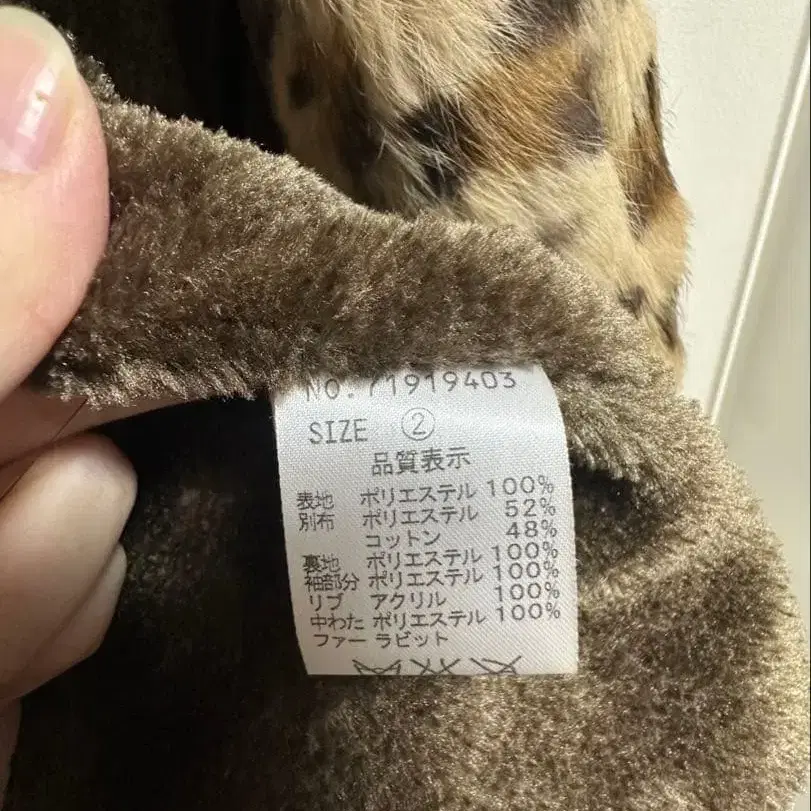 NO.71919403
SIZE ②
品質表示
表地 ポリエステル 100%
別布 ポリエステル 52%
コットン 48%
裏地 ポリエステル 100%
袖部分 ポリエステル 100%
リブ アクリル 100%
中わた ポリエステル 100%
ファー ラビット